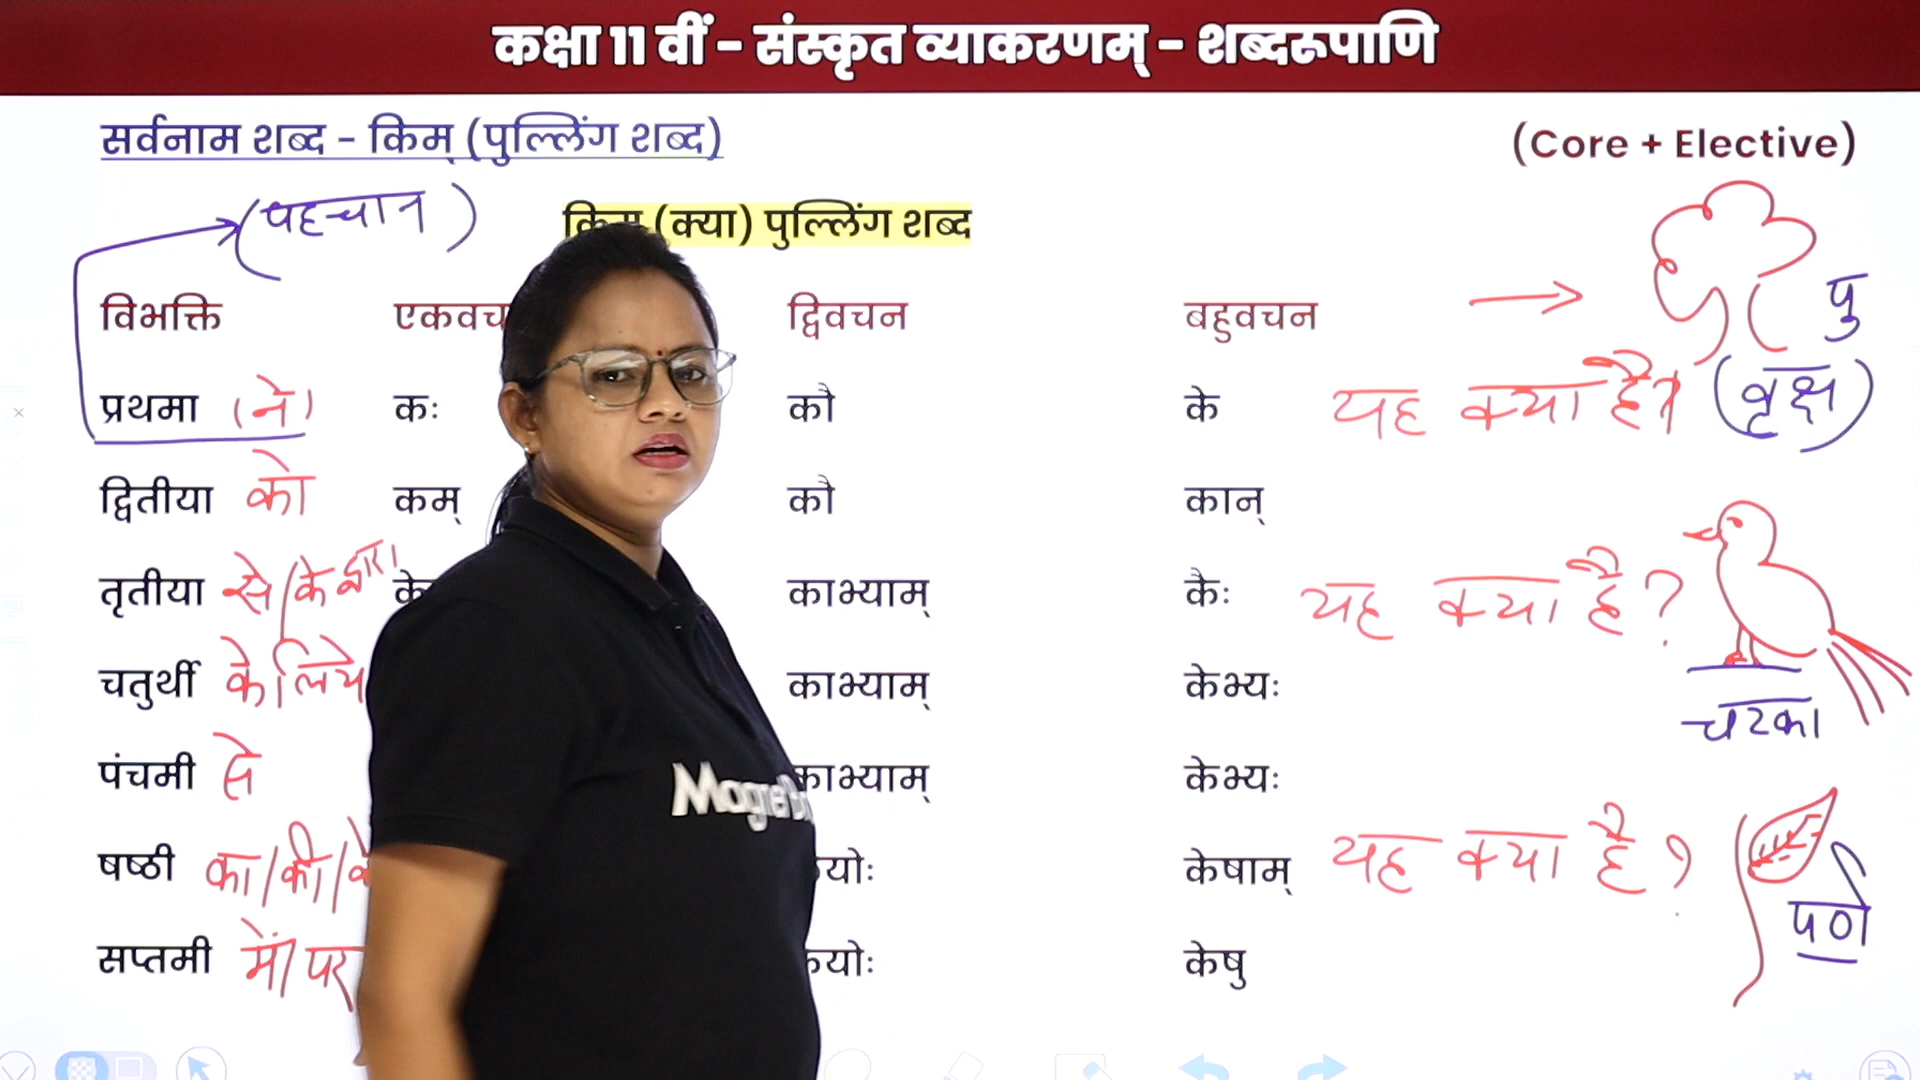 कक्षा 11 वीं - संस्कृत व्याकरणम् - शब्दरूपाणि
सर्वनाम शब्द - किम् (पुल्लिंग शब्द)
(Core + Elective)
(पहचान)
(क्या) पुल्लिंग शब्द
विभक्ति एकवच द्विवचन बहुवचन पु
प्रथमा (ने) कः कौ के यह क्या है? (वृक्ष)
द्वितीया को कम् कौ कान्
तृतीया से/के द्वारा के काभ्याम् कैः यह क्या है?
चतुर्थी के लिये काभ्याम् केभ्यः चटका
पंचमी से काभ्याम् केभ्यः
षष्ठी का/की/के योः केषाम् यह क्या है?
पर्ण
सप्तमी में/पर योः केषु